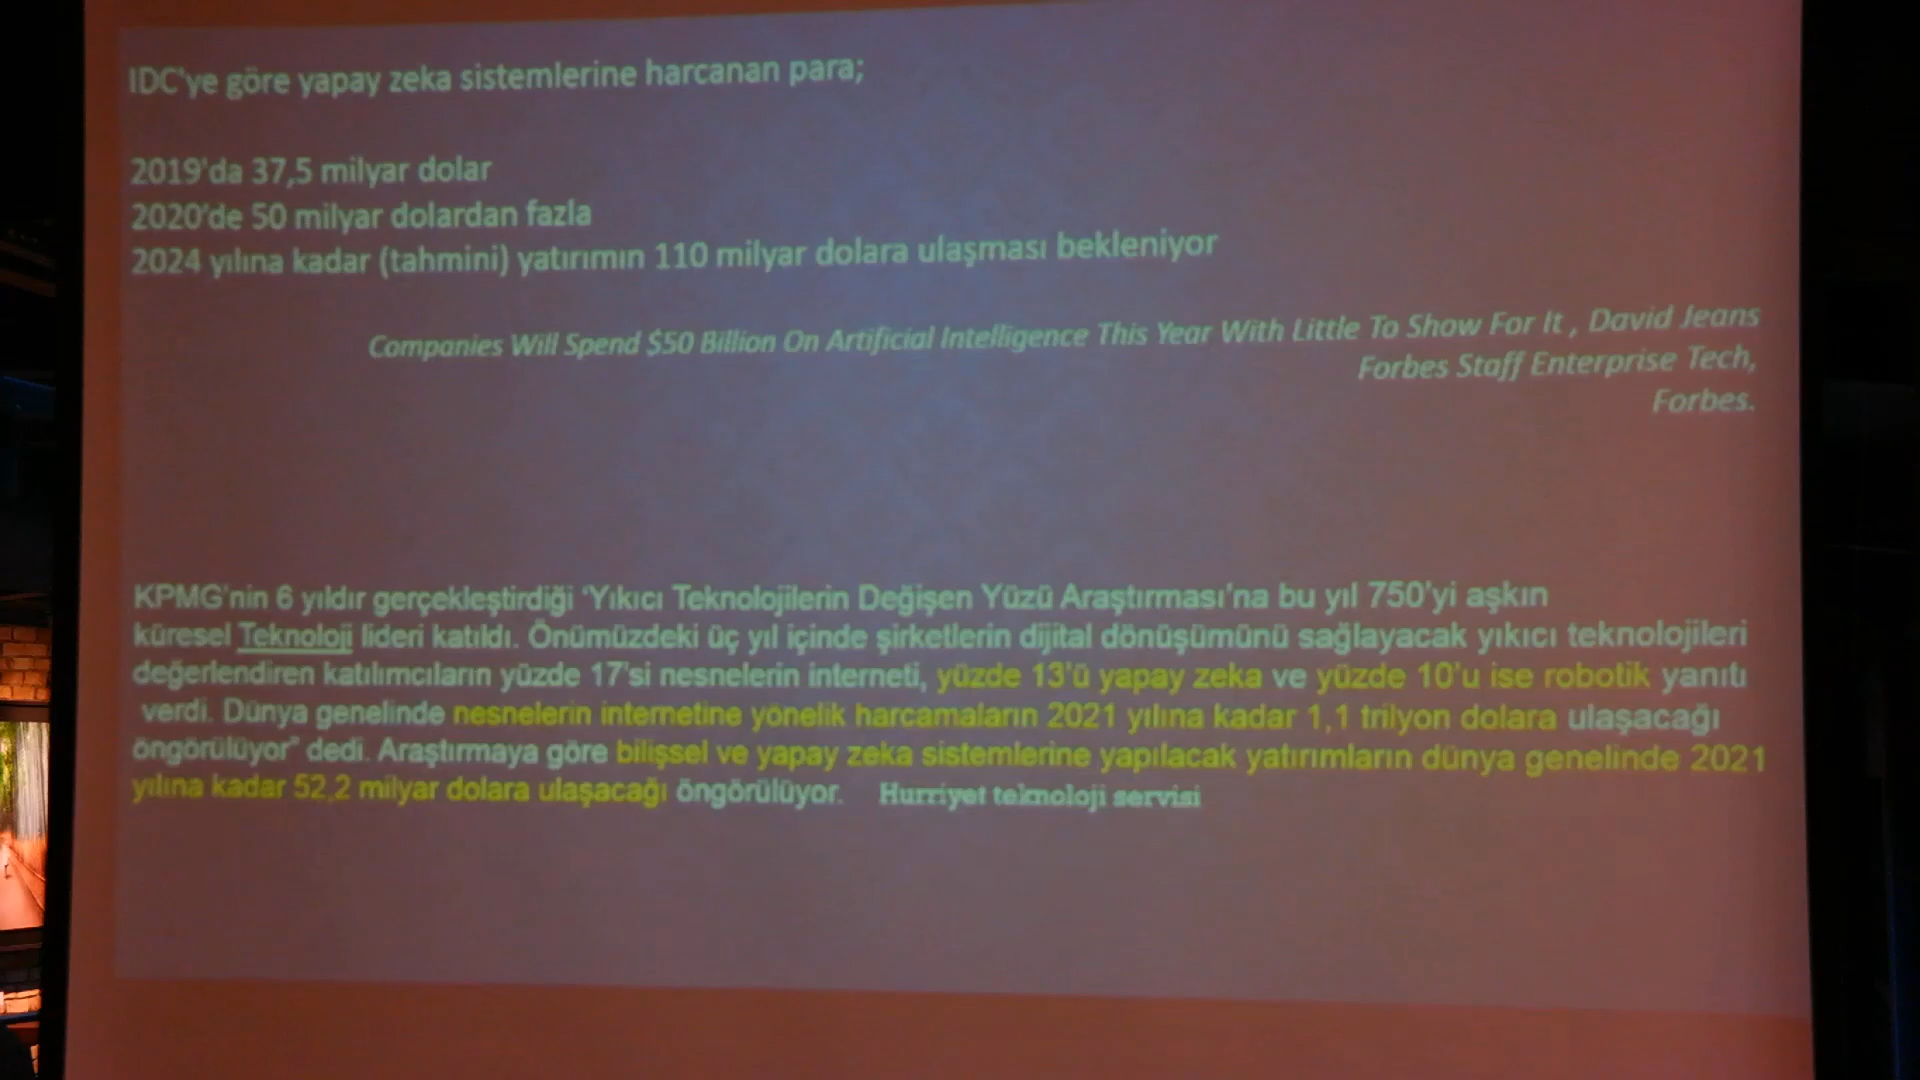 IDC'ye göre yapay zeka sistemlerine harcanan para;
2019'da 37,5 milyar dolar
2020'de 50 milyar dolardan fazla
2024 yılına kadar (tahmini) yatırımın 110 milyar dolara ulaşması bekleniyor
Companies Will Spend $50 Billion On Artificial Intelligence This Year With Little To Show For It , David Jeans
Forbes Staff Enterprise Tech,
Forbes.
KPMG'nin 6 yıldır gerçekleştirdiği 'Yıkıcı Teknolojilerin Değişen Yüzü Araştırması'na bu yıl 750'yi aşkın
küresel Teknoloji lideri katıldı. Önümüzdeki üç yıl içinde şirketlerin dijital dönüşümünü sağlayacak yıkıcı teknolojileri
değerlendiren katılımcıların yüzde 17'si nesnelerin interneti, yüzde 13'ü yapay zeka ve yüzde 10'u ise robotik yanıtı
verdi. Dünya genelinde nesnelerin internetine yönelik harcamaların 2021 yılına kadar 1,1 trilyon dolara ulaşacağı
öngörülüyor" dedi. Araştırmaya göre bilişsel ve yapay zeka sistemlerine yapılacak yatırımların dünya genelinde 2021
yılına kadar 52,2 milyar dolara ulaşacağı öngörülüyor. Hurriyet teknoloji servisi